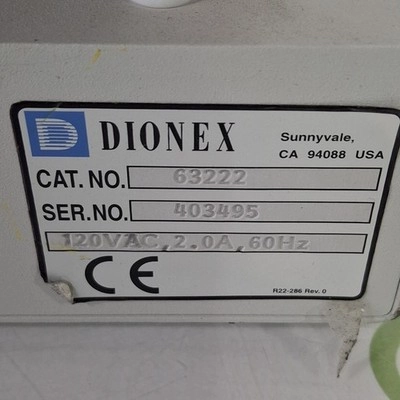 D DIONEX
Sunnyvale,
CA 94088 USA
CAT. NO. 63222
SER.NO. 403495
120VAC, 2.0A, 60Hz
CE
R22-286 Rev. 0